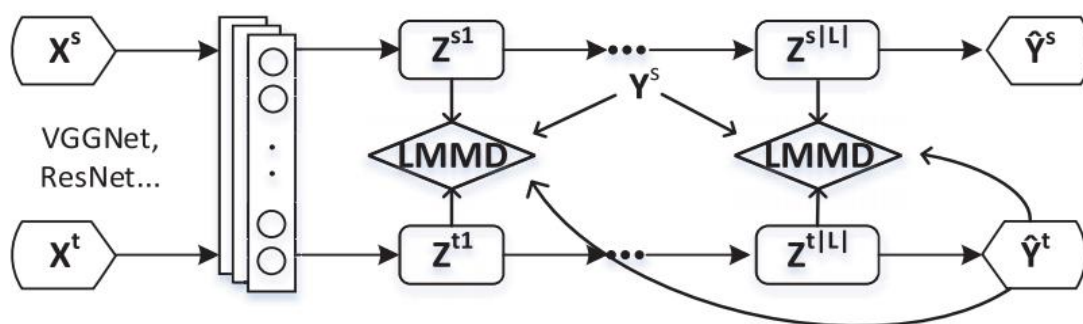 X^s
Z^s1
Z^s|L|
Ŷ^s
Y^s
VGGNet,
ResNet...
LMMD
LMMD
X^t
Z^t1
Z^t|L|
Ŷ^t